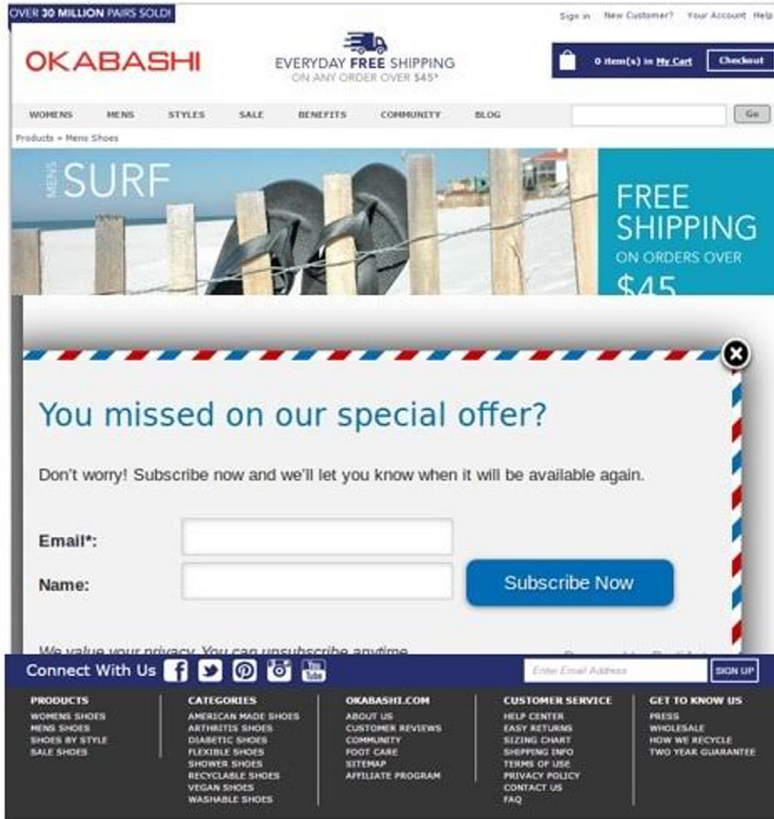 OVER 30 MILLION PAIRS SOLD!
Sign in New Customer? Your Account Help
OKABASHI
EVERYDAY FREE SHIPPING
ON ANY ORDER OVER $45*
0 item(s) in My Cart
Checkout
WOMENS MENS STYLES SALE BENEFITS COMMUNITY BLOG
Go
Products » Mens Shoes
MENS SURF
FREE
SHIPPING
ON ORDERS OVER
$45
You missed on our special offer?
Don't worry! Subscribe now and we'll let you know when it will be available again.
Email*:
Name:
Subscribe Now
We value your privacy. You can unsubscribe anytime.
Connect With Us
You Tube
Enter Email Address
SIGN UP
PRODUCTS
WOMENS SHOES
MENS SHOES
SHOES BY STYLE
SALE SHOES
CATEGORIES
AMERICAN MADE SHOES
ARTHRITIS SHOES
DIABETIC SHOES
FLEXIBLE SHOES
SHOWER SHOES
RECYCLABLE SHOES
VEGAN SHOES
WASHABLE SHOES
OKABASHI.COM
ABOUT US
CUSTOMER REVIEWS
COMMUNITY
FOOT CARE
SITEMAP
AFFILIATE PROGRAM
CUSTOMER SERVICE
HELP CENTER
EASY RETURNS
SIZING CHART
SHIPPING INFO
TERMS OF USE
PRIVACY POLICY
CONTACT US
FAQ
GET TO KNOW US
PRESS
WHOLESALE
HOW WE RECYCLE
TWO YEAR GUARANTEE